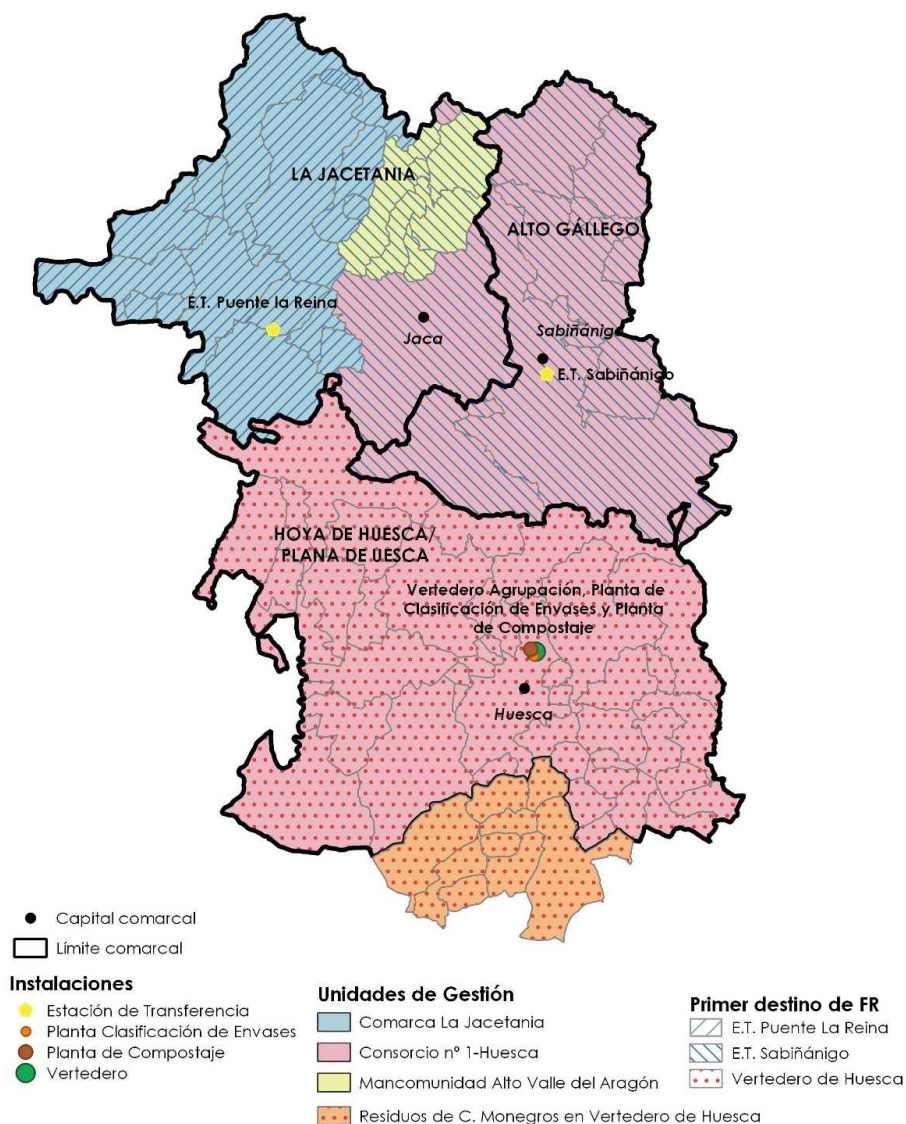 LA JACETANIA
ALTO GÁLLEGO
E.T. Puente la Reina
Jaca
Sabiñánigo
E.T. Sabiñánigo
HOYA DE HUESCA/
PLANA DE UESCA
Vertedero Agrupación, Planta de
Clasificación de Envases y Planta
de Compostaje
Huesca
Capital comarcal
Límite comarcal
Instalaciones
Estación de Transferencia
Planta Clasificación de Envases
Planta de Compostaje
Vertedero
Unidades de Gestión
Comarca La Jacetania
Consorcio nº 1-Huesca
Mancomunidad Alto Valle del Aragón
Residuos de C. Monegros en Vertedero de Huesca
Primer destino de FR
E.T. Puente La Reina
E.T. Sabiñánigo
Vertedero de Huesca